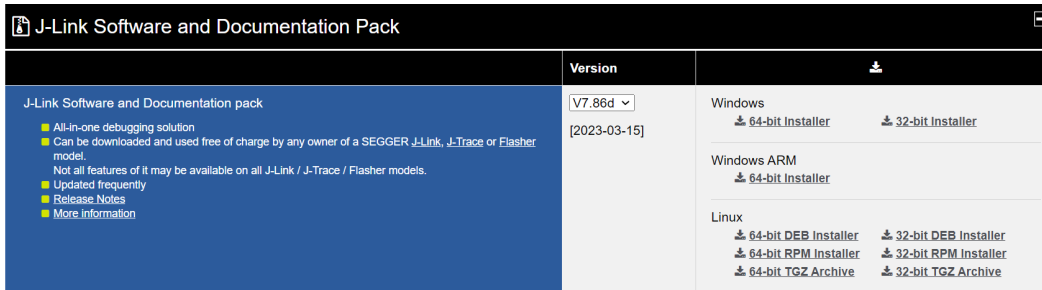 J-Link Software and Documentation Pack
Version
J-Link Software and Documentation pack
All-in-one debugging solution
Can be downloaded and used free of charge by any owner of a SEGGER J-Link, J-Trace or Flasher
model.
Not all features of it may be available on all J-Link / J-Trace / Flasher models.
Updated frequently
Release Notes
More information
V7.86d
[2023-03-15]
Windows
64-bit Installer 32-bit Installer
Windows ARM
64-bit Installer
Linux
64-bit DEB Installer 32-bit DEB Installer
64-bit RPM Installer 32-bit RPM Installer
64-bit TGZ Archive 32-bit TGZ Archive